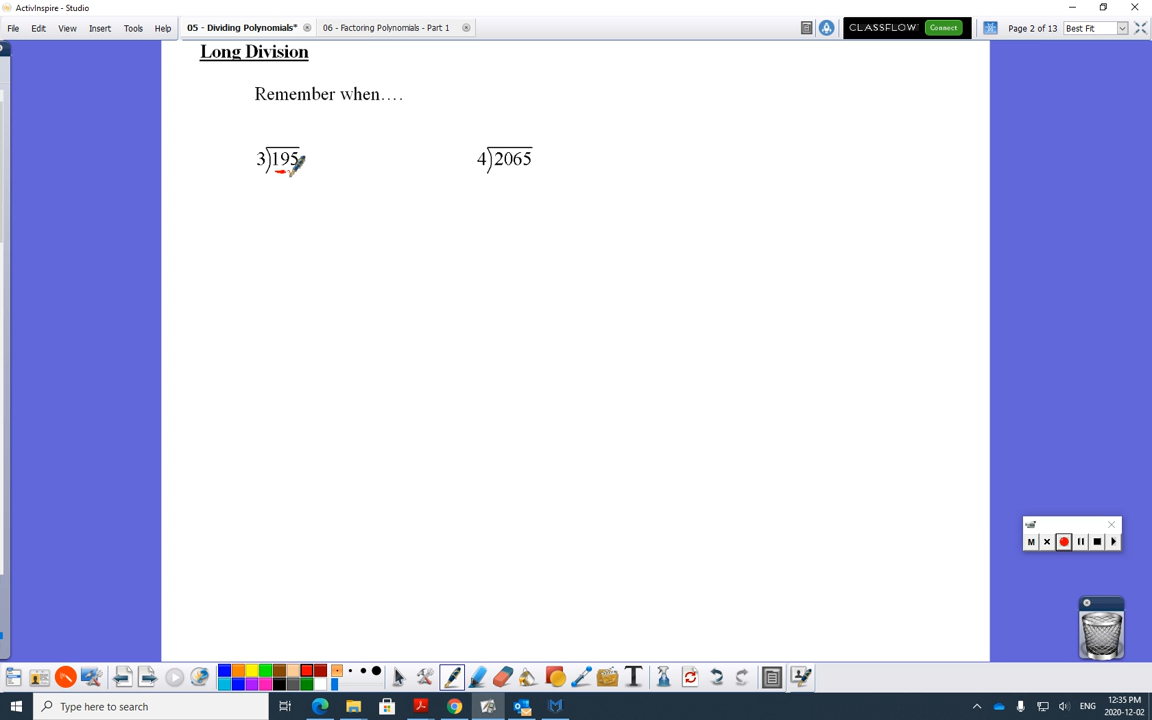 ActivInspire - Studio
File Edit View Insert Tools Help 05 - Dividing Polynomials* 06 - Factoring Polynomials - Part 1 CLASSFLOW Connect Page 2 of 13 Best Fit
Long Division
Remember when....
3)195 4)2065
M
T
Type here to search ENG 12:35 PM
2020-12-02